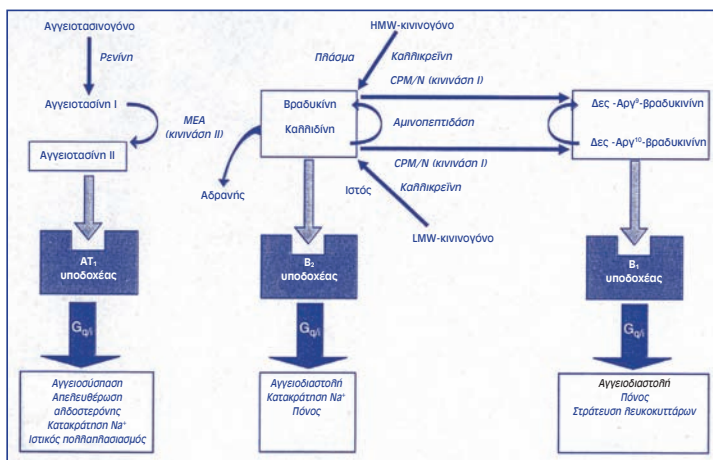 Αγγειοτασινογόνο
Ρενίνη
Αγγειοτασίνη I
ΜΕΑ
(κινινάση II)
Αγγειοτασίνη II
AT₁
υποδοχέας
Gq/i
Αγγειοσύσπαση
Απελευθέρωση
αλδοστερόνης
Κατακράτηση Na⁺
Ιστικός πολλαπλασιασμός
HMW-κινινογόνο
Πλάσμα
Καλλικρεΐνη
CPM/N (κινινάση I)
Βραδυκίνη
Καλλιδίνη
Αμινοπεπτιδάση
CPM/N (κινινάση I)
Αδρανής
Ιστός
Καλλικρεΐνη
LMW-κινινογόνο
B₂
υποδοχέας
Gq/i
Αγγειοδιαστολή
Κατακράτηση Na⁺
Πόνος
Δες -Αργ⁹-βραδυκινίνη
Δες -Αργ¹⁰-βραδυκινίνη
B₁
υποδοχέας
Gq/i
Αγγειοδιαστολή
Πόνος
Στράτευση λευκοκυττάρων